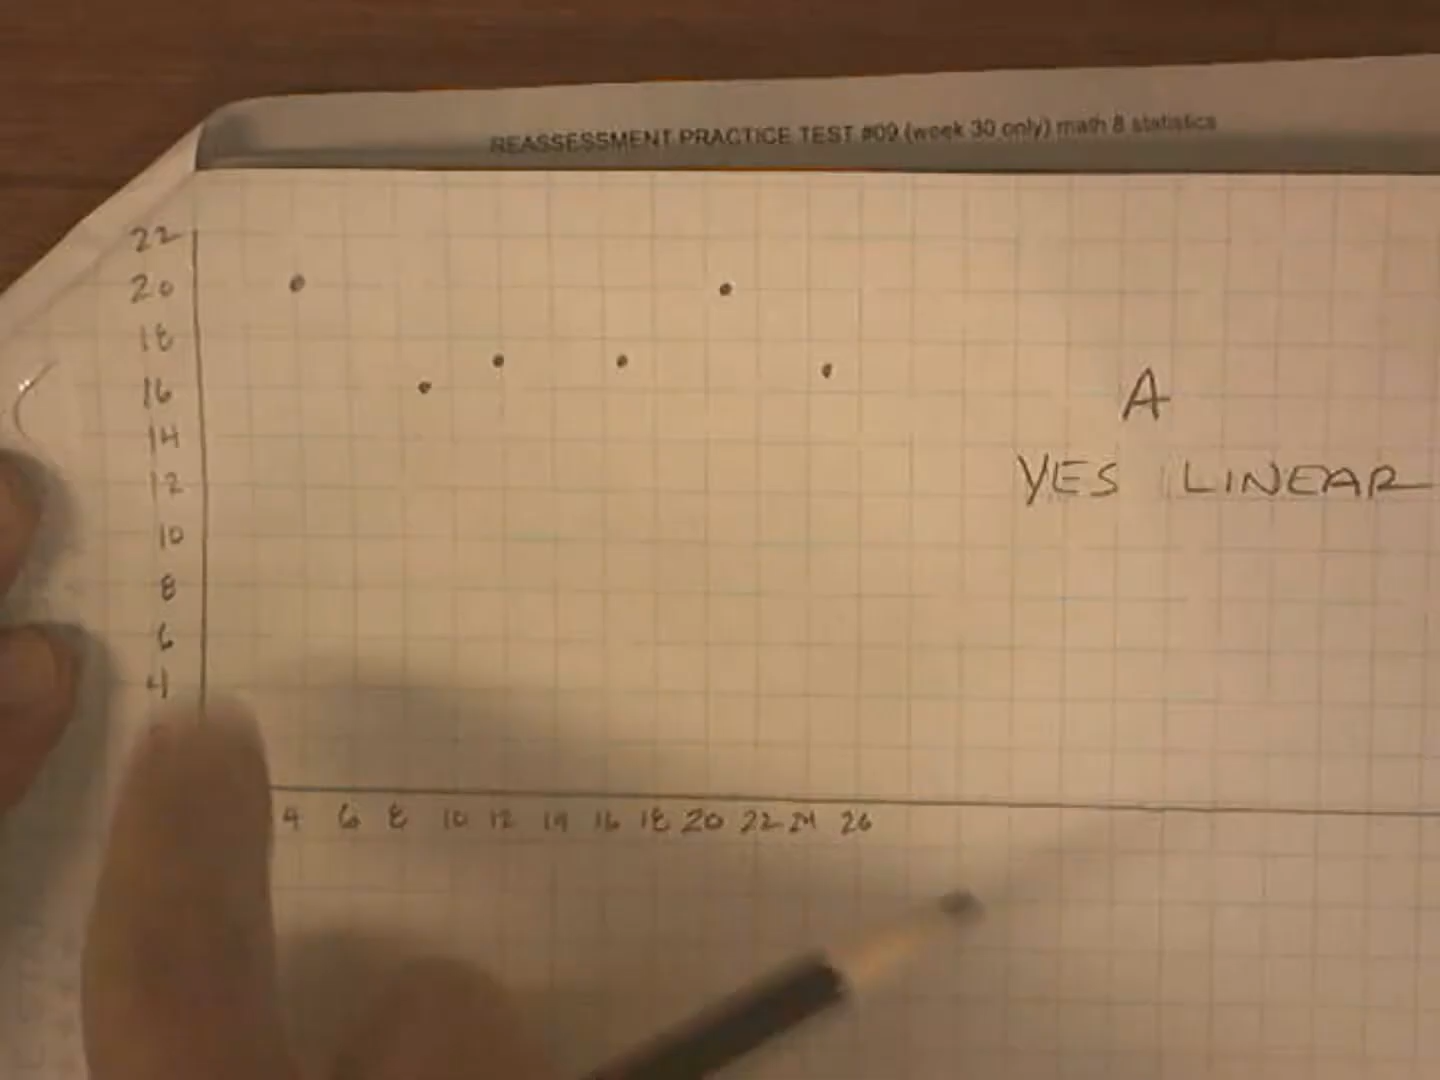 REASSESSMENT PRACTICE TEST #09 (week 30 only) math 8 statistics
22
20
18
16
14
12
10
8
6
4
A
YES LINEAR
4 6 8 10 12 14 16 18 20 22 24 26